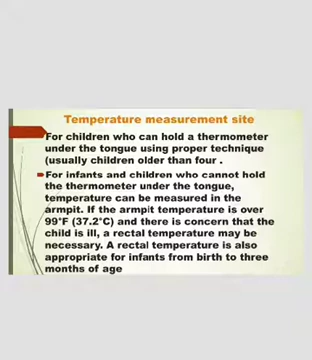 Temperature measurement site
For children who can hold a thermometer
under the tongue using proper technique
(usually children older than four .
For infants and children who cannot hold
the thermometer under the tongue,
temperature can be measured in the
armpit. If the armpit temperature is over
99°F (37.2°C) and there is concern that the
child is ill, a rectal temperature may be
necessary. A rectal temperature is also
appropriate for infants from birth to three
months of age